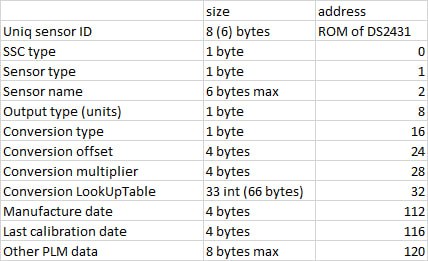 size address
Uniq sensor ID 8 (6) bytes ROM of DS2431
SSC type 1 byte 0
Sensor type 1 byte 1
Sensor name 6 bytes max 2
Output type (units) 1 byte 8
Conversion type 1 byte 16
Conversion offset 4 bytes 24
Conversion multiplier 4 bytes 28
Conversion LookUpTable 33 int (66 bytes) 32
Manufacture date 4 bytes 112
Last calibration date 4 bytes 116
Other PLM data 8 bytes max 120